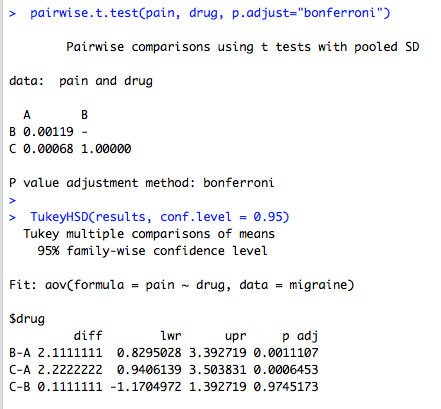 > pairwise.t.test(pain, drug, p.adjust="bonferroni")
Pairwise comparisons using t tests with pooled SD
data: pain and drug
A B
B 0.00119 -
C 0.00068 1.00000
P value adjustment method: bonferroni
>
> TukeyHSD(results, conf.level = 0.95)
Tukey multiple comparisons of means
95% family-wise confidence level
Fit: aov(formula = pain ~ drug, data = migraine)
$drug
diff lwr upr p adj
B-A 2.1111111 0.8295028 3.392719 0.0011107
C-A 2.2222222 0.9406139 3.503831 0.0006453
C-B 0.1111111 -1.1704972 1.392719 0.9745173